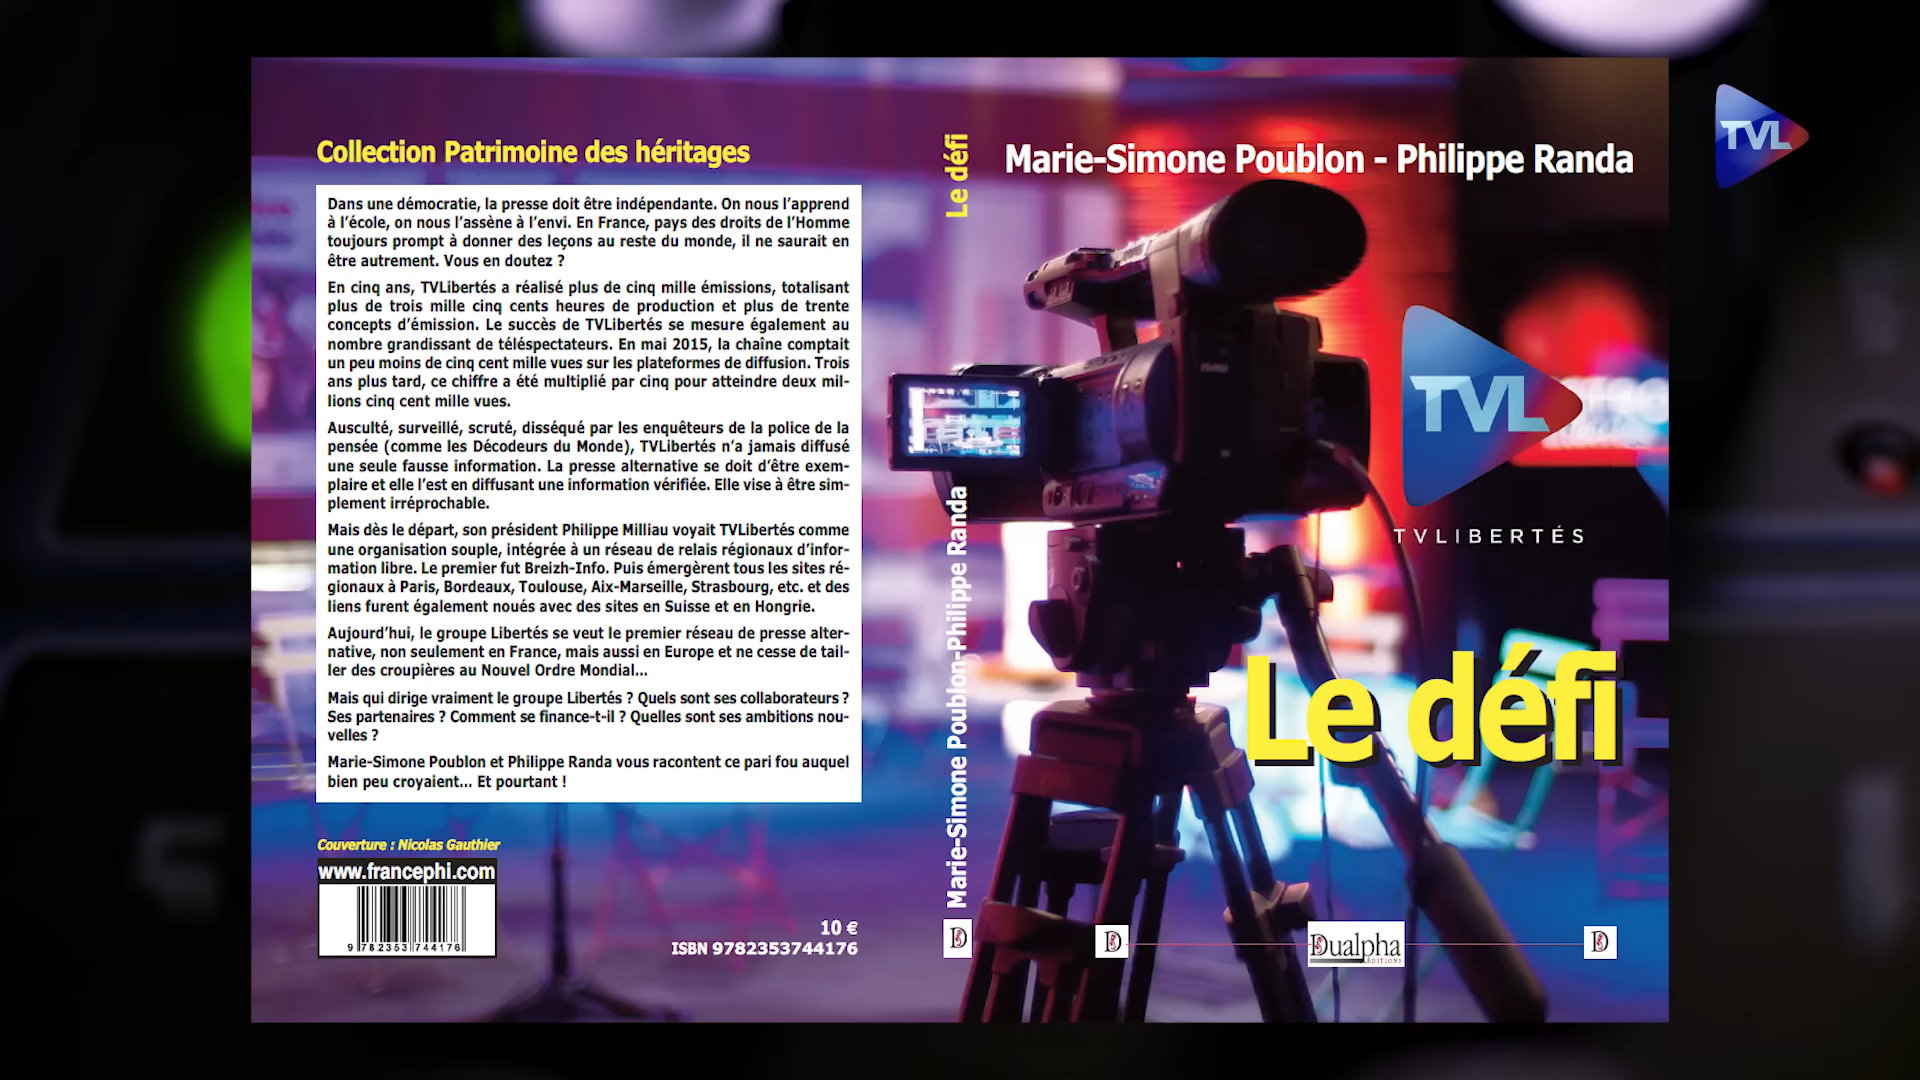 Collection Patrimoine des héritages
Dans une démocratie, la presse doit être indépendante. On nous l'apprend
à l'école, on nous l'assène à l'envi. En France, pays des droits de l'Homme
toujours prompt à donner des leçons au reste du monde, il ne saurait en
être autrement. Vous en doutez ?
En cinq ans, TVLibertés a réalisé plus de cinq mille émissions, totalisant
plus de trois mille cinq cents heures de production et plus de trente
concepts d'émission. Le succès de TVLibertés se mesure également au
nombre grandissant de téléspectateurs. En mai 2015, la chaîne comptait
un peu moins de cinq cent mille vues sur les plateformes de diffusion. Trois
ans plus tard, ce chiffre a été multiplié par cinq pour atteindre deux mil-
lions cinq cent mille vues.
Ausculté, surveillé, scruté, disséqué par les enquêteurs de la police de la
pensée (comme les Décodeurs du Monde), TVLibertés n'a jamais diffusé
une seule fausse information. La presse alternative se doit d'être exem-
plaire et elle l'est en diffusant une information vérifiée. Elle vise à être sim-
plement irréprochable.
Mais dès le départ, son président Philippe Milliau voyait TVLibertés comme
une organisation souple, intégrée à un réseau de relais régionaux d'infor-
mation libre. Le premier fut Breizh-Info. Puis émergèrent tous les sites ré-
gionaux à Paris, Bordeaux, Toulouse, Aix-Marseille, Strasbourg, etc. et des
liens furent également noués avec des sites en Suisse et en Hongrie.
Aujourd'hui, le groupe Libertés se veut le premier réseau de presse alter-
native, non seulement en France, mais aussi en Europe et ne cesse de tail-
ler des croupières au Nouvel Ordre Mondial...
Mais qui dirige vraiment le groupe Libertés ? Quels sont ses collaborateurs ?
Ses partenaires ? Comment se finance-t-il ? Quelles sont ses ambitions nou-
velles ?
Marie-Simone Poublon et Philippe Randa vous racontent ce pari fou auquel
bien peu croyaient... Et pourtant !
Couverture : Nicolas Gauthier
www.francephi.com
9 782353 744176
10 €
ISBN 9782353744176
Le défi
Marie-Simone Poublon-Philippe Randa
D
Marie-Simone Poublon - Philippe Randa
TVL
TVLIBERTÉS
Le défi
D
Dualpha
ÉDITIONS
D
TVL